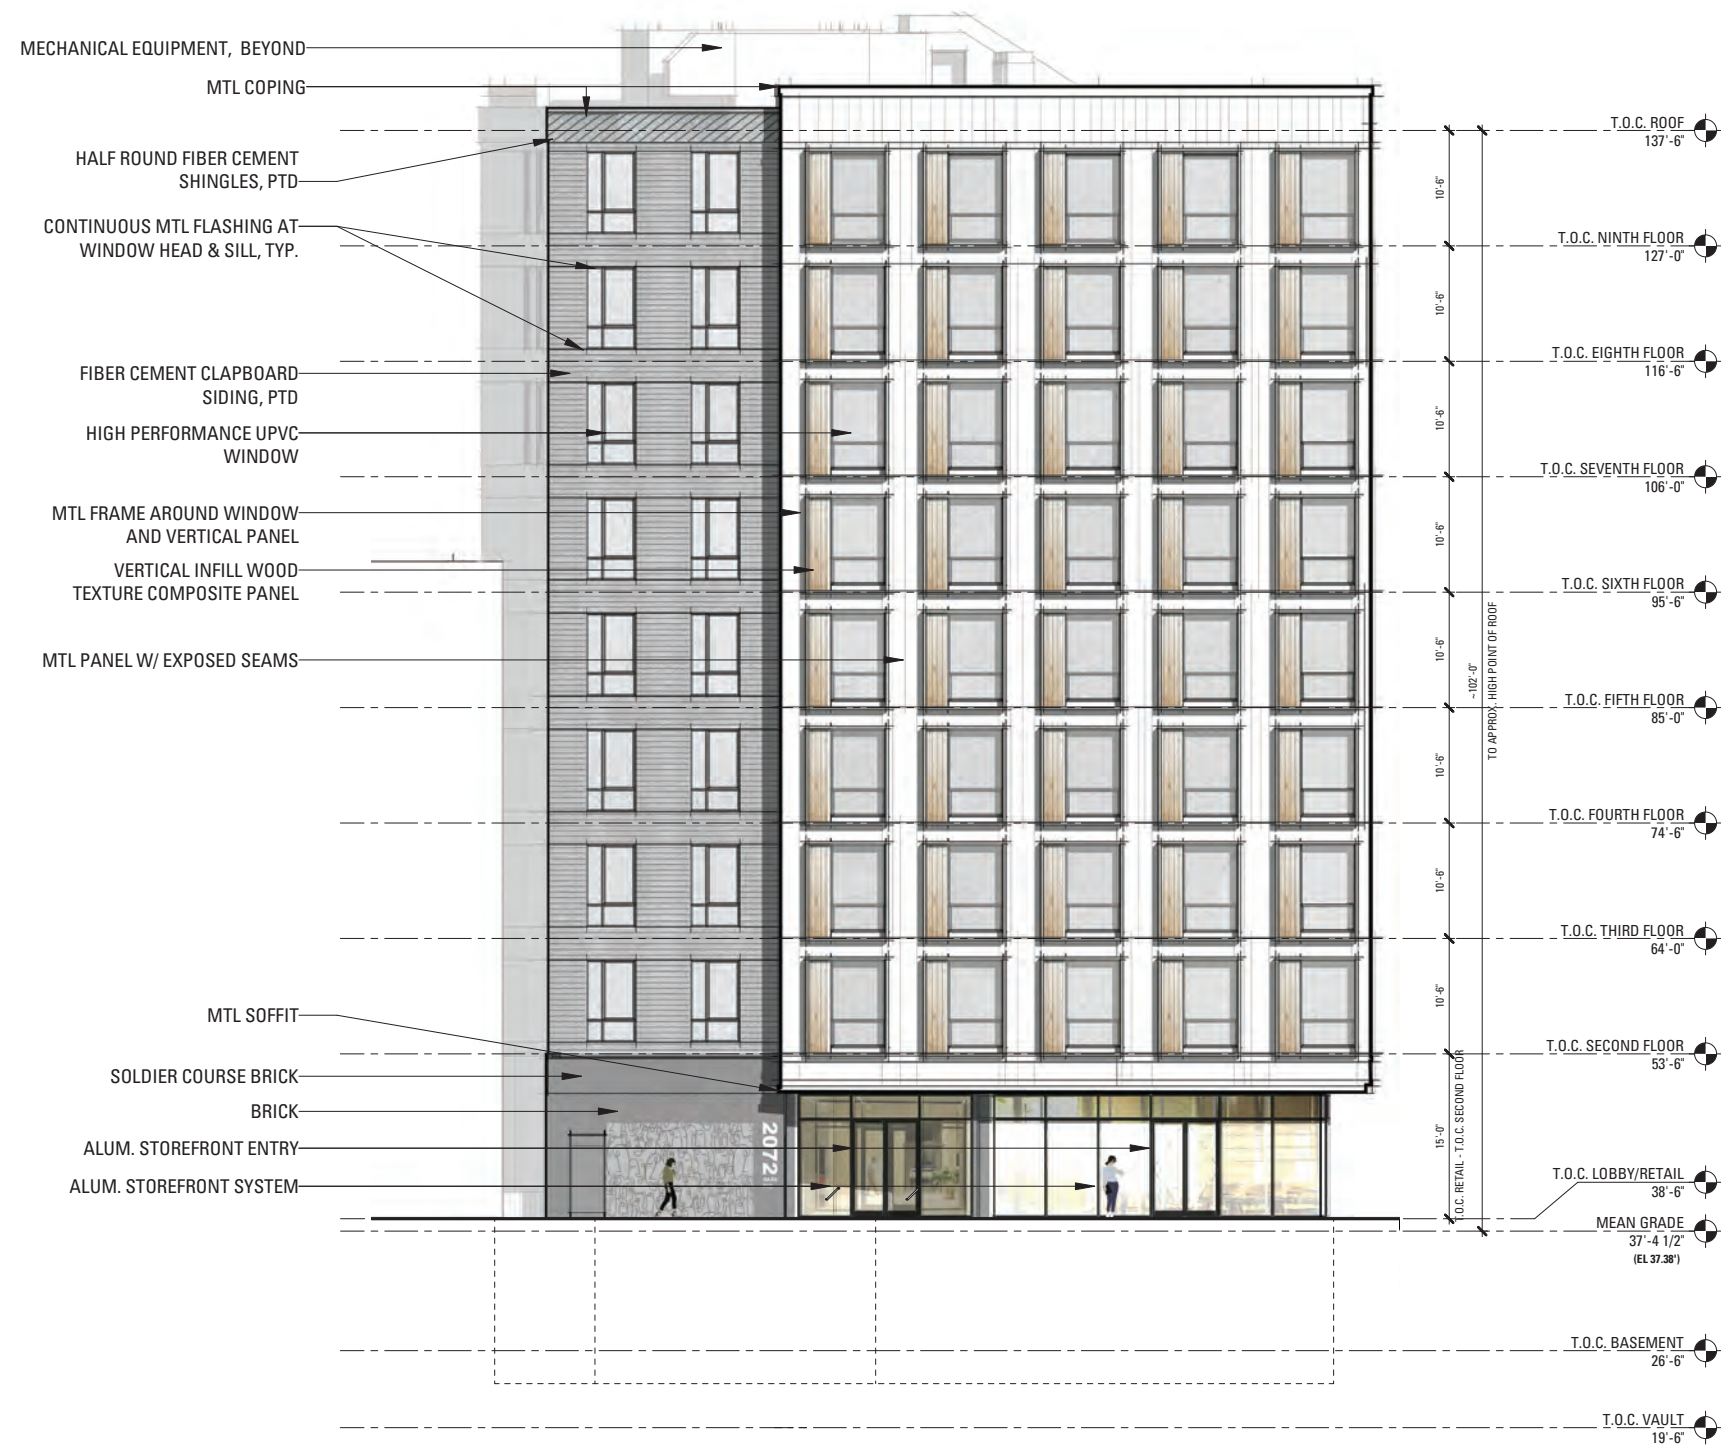 MECHANICAL EQUIPMENT, BEYOND
MTL COPING
HALF ROUND FIBER CEMENT
SHINGLES, PTD
CONTINUOUS MTL FLASHING AT
WINDOW HEAD & SILL, TYP.
FIBER CEMENT CLAPBOARD
SIDING, PTD
HIGH PERFORMANCE UPVC
WINDOW
MTL FRAME AROUND WINDOW
AND VERTICAL PANEL
VERTICAL INFILL WOOD
TEXTURE COMPOSITE PANEL
MTL PANEL W/ EXPOSED SEAMS
MTL SOFFIT
SOLDIER COURSE BRICK
BRICK
ALUM. STOREFRONT ENTRY
ALUM. STOREFRONT SYSTEM
2072
10'-6"
10'-6"
10'-6"
10'-6"
10'-6"
10'-6"
10'-6"
10'-6"
15'-0"
T.O.C. RETAIL - T.O.C. SECOND FLOOR
~102'-0"
TO APPROX. HIGH POINT OF ROOF
T.O.C. ROOF
137'-6"
T.O.C. NINTH FLOOR
127'-0"
T.O.C. EIGHTH FLOOR
116'-6"
T.O.C. SEVENTH FLOOR
106'-0"
T.O.C. SIXTH FLOOR
95'-6"
T.O.C. FIFTH FLOOR
85'-0"
T.O.C. FOURTH FLOOR
74'-6"
T.O.C. THIRD FLOOR
64'-0"
T.O.C. SECOND FLOOR
53'-6"
T.O.C. LOBBY/RETAIL
38'-6"
MEAN GRADE
37'-4 1/2"
(EL 37.38')
T.O.C. BASEMENT
26'-6"
T.O.C. VAULT
19'-6"